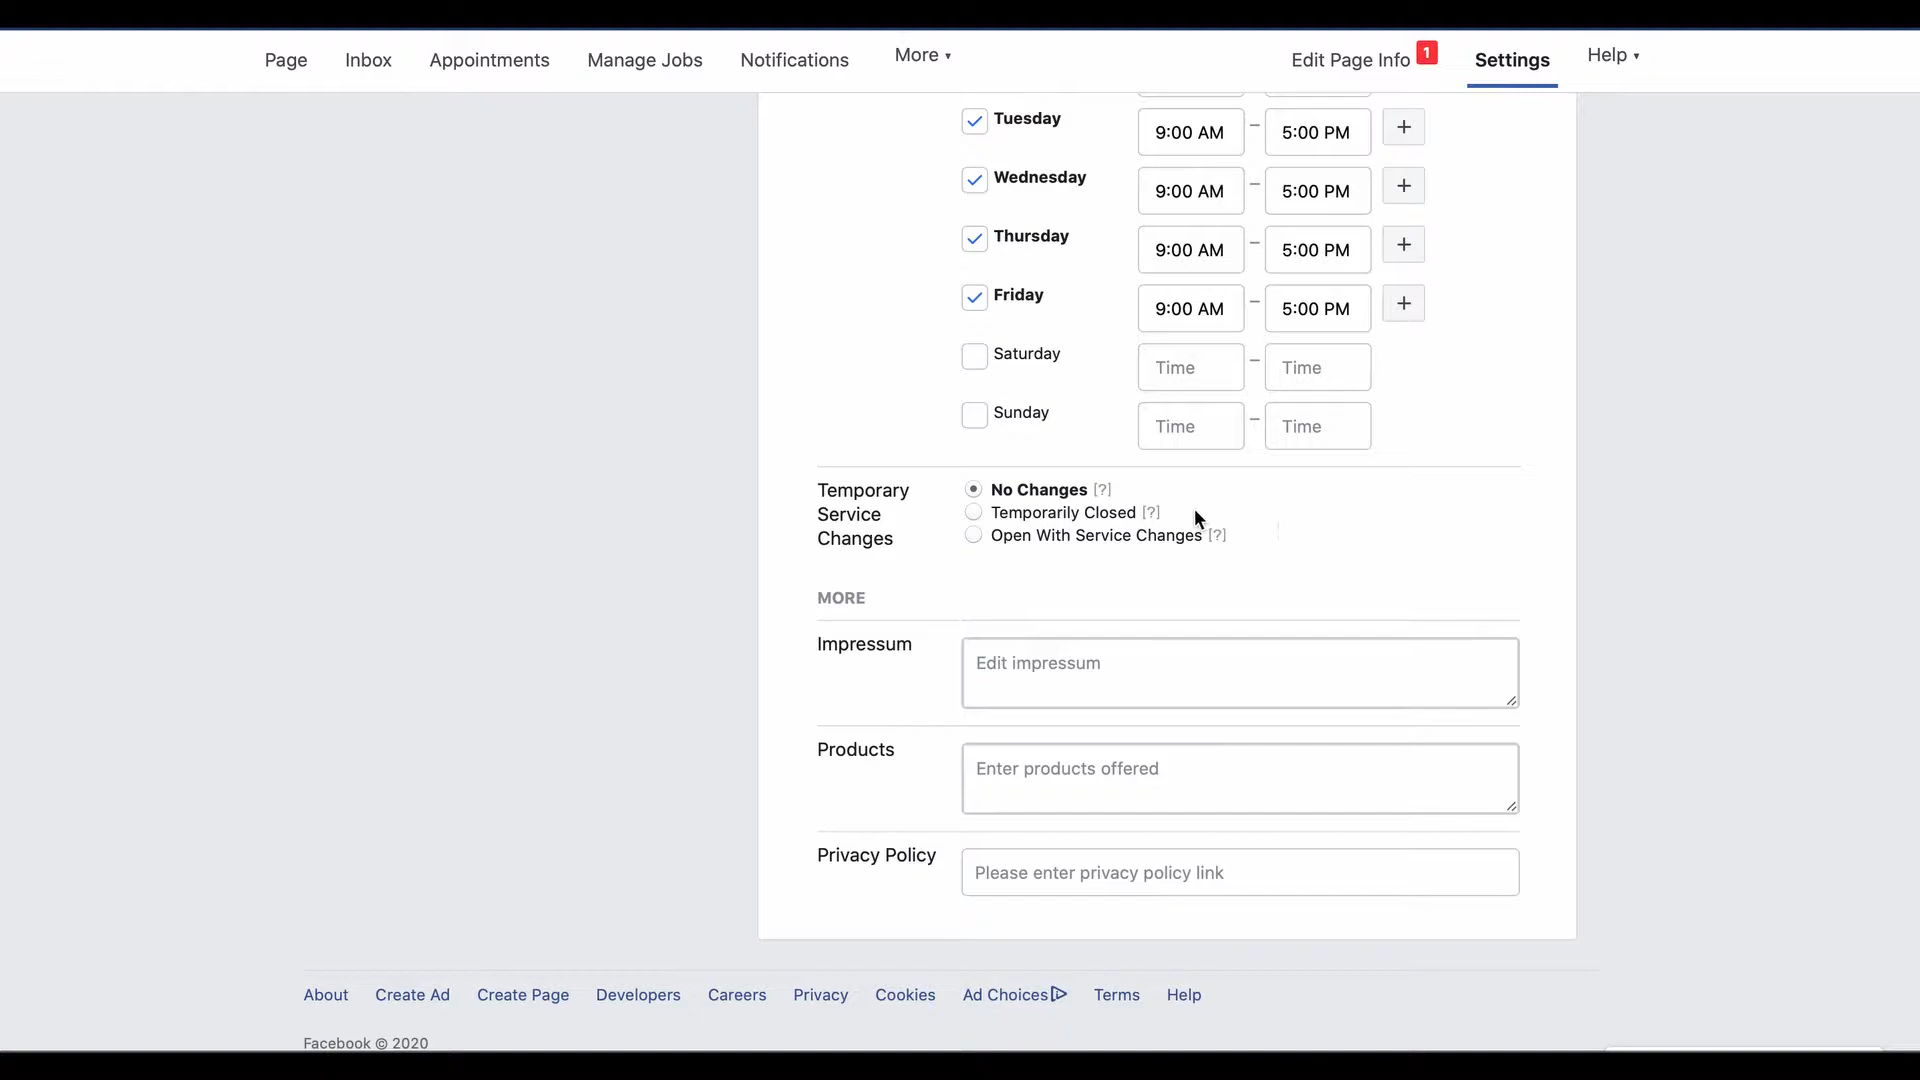 Page Inbox Appointments Manage Jobs Notifications More ▾ Edit Page Info 1 Settings Help ▾
Tuesday 9:00 AM – 5:00 PM +
Wednesday 9:00 AM – 5:00 PM +
Thursday 9:00 AM – 5:00 PM +
Friday 9:00 AM – 5:00 PM +
Saturday Time – Time
Sunday Time – Time
Temporary
Service
Changes
No Changes [?]
Temporarily Closed [?]
Open With Service Changes [?]
MORE
Impressum
Edit impressum
Products
Enter products offered
Privacy Policy
Please enter privacy policy link
About Create Ad Create Page Developers Careers Privacy Cookies Ad Choices Terms Help
Facebook © 2020